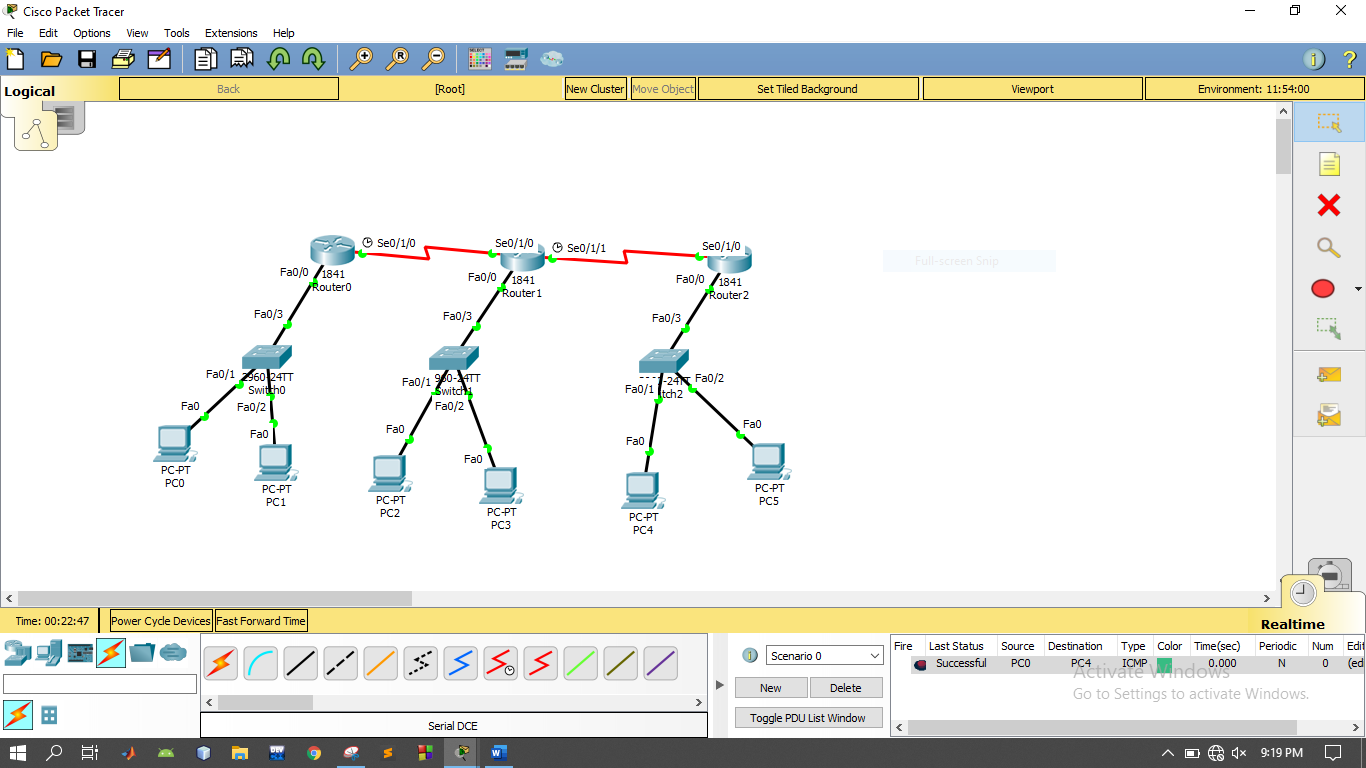 Cisco Packet Tracer
File Edit Options View Tools Extensions Help
Logical Back [Root] New Cluster Move Object Set Tiled Background Viewport Environment: 11:54:00
Full-screen Snip
Se0/1/0 Se0/1/0 Se0/1/1 Se0/1/0
Fa0/0 Fa0/0 Fa0/0
1841 1841 1841
Router0 Router1 Router2
Fa0/3 Fa0/3 Fa0/3
2960-24TT 960-24TT -24TT
Switch0 Switch1 tch2
Fa0/1 Fa0/1 Fa0/1 Fa0/2
Fa0/2 Fa0/2
Fa0 Fa0 Fa0 Fa0 Fa0 Fa0
PC-PT
PC0
PC-PT
PC1
PC-PT
PC2
PC-PT
PC3
PC-PT
PC4
PC-PT
PC5
Time: 00:22:47 Power Cycle Devices Fast Forward Time Realtime
Scenario 0
New Delete
Toggle PDU List Window
Serial DCE
Fire Last Status Source Destination Type Color Time(sec) Periodic Num Edit
Successful PC0 PC4 ICMP 0.000 N 0 (ed
Activate Windows
Go to Settings to activate Windows.
9:19 PM